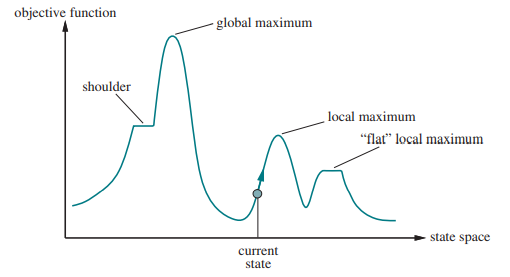 objective function
global maximum
shoulder
local maximum
“flat” local maximum
state space
current
state